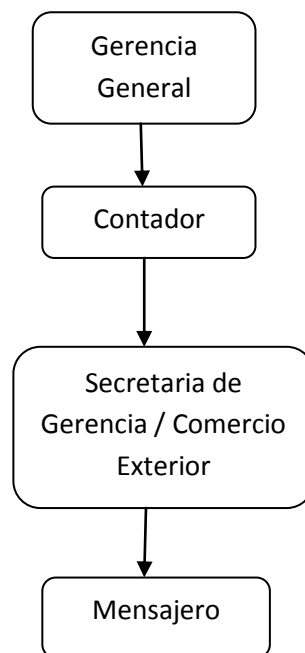 Gerencia
General
Contador
Secretaria de
Gerencia / Comercio
Exterior
Mensajero